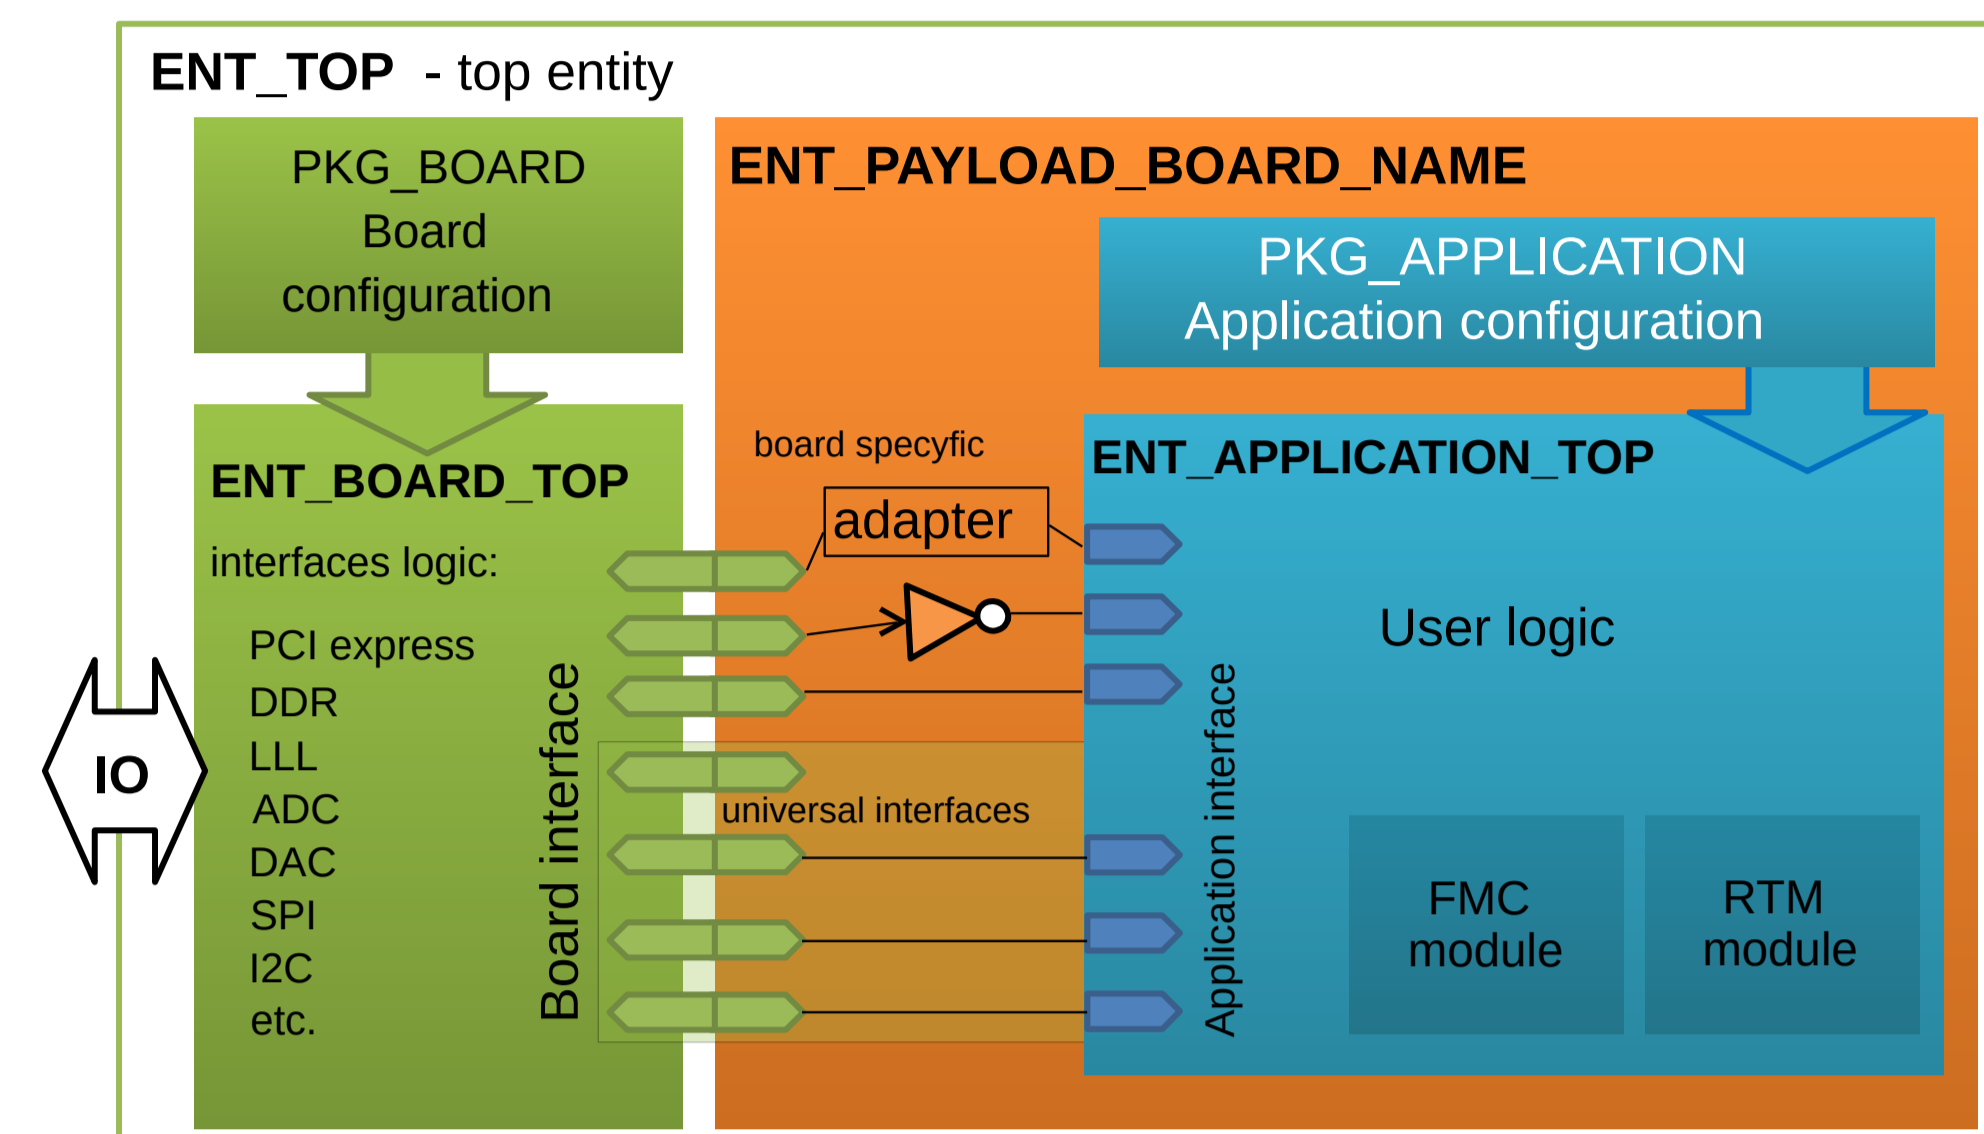 ENT_TOP - top entity
PKG_BOARD
Board
configuration
ENT_BOARD_TOP
interfaces logic:
PCI express
DDR
LLL
ADC
DAC
SPI
I2C
etc.
IO
Board interface
ENT_PAYLOAD_BOARD_NAME
board specyfic
adapter
universal interfaces
PKG_APPLICATION
Application configuration
ENT_APPLICATION_TOP
User logic
Application interface
FMC
module
RTM
module